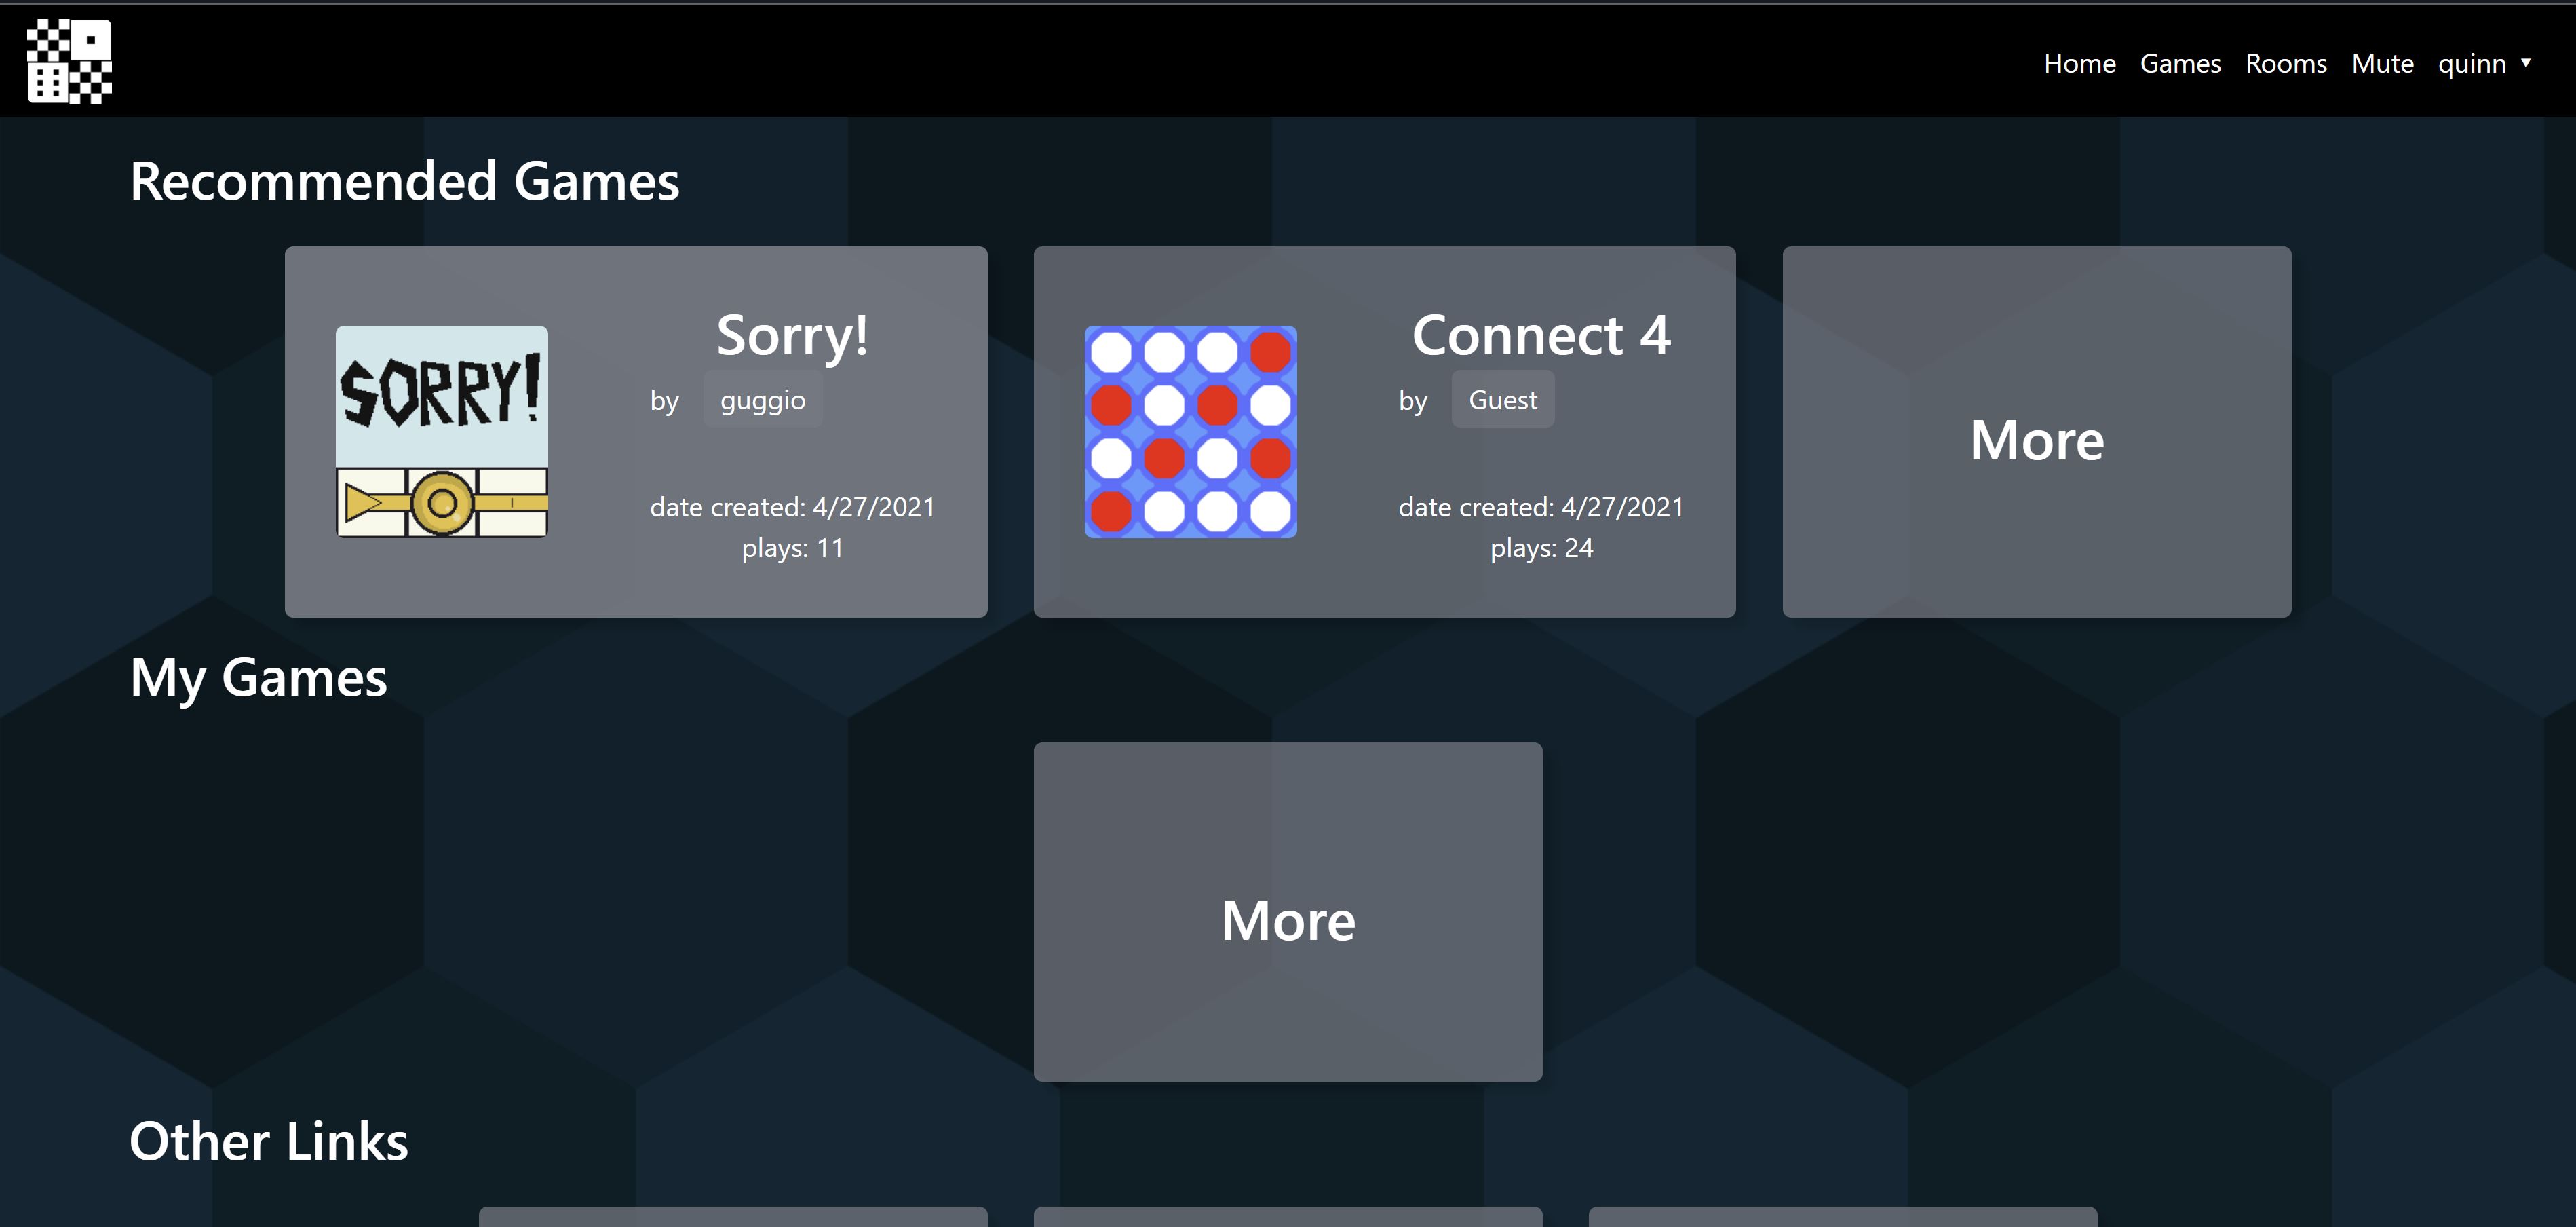 Home Games Rooms Mute quinn ▼
Recommended Games
SORRY!
Sorry!
by guggio
date created: 4/27/2021
plays: 11
Connect 4
by Guest
date created: 4/27/2021
plays: 24
More
My Games
More
Other Links